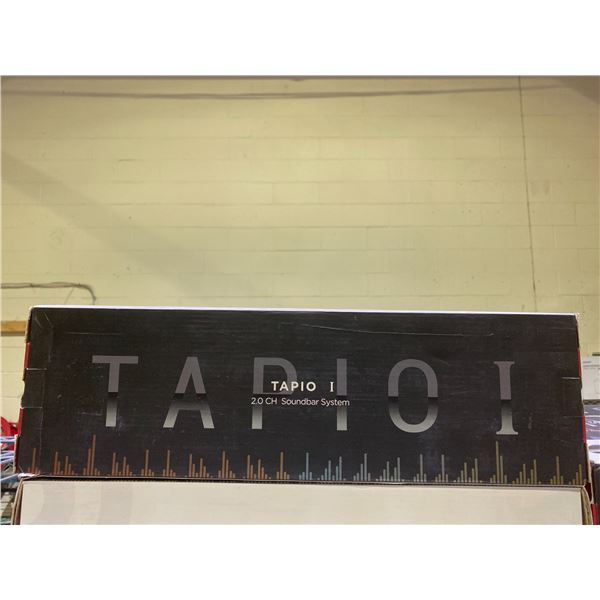 TAPIO I
TAPIO I
2.0 CH Soundbar System